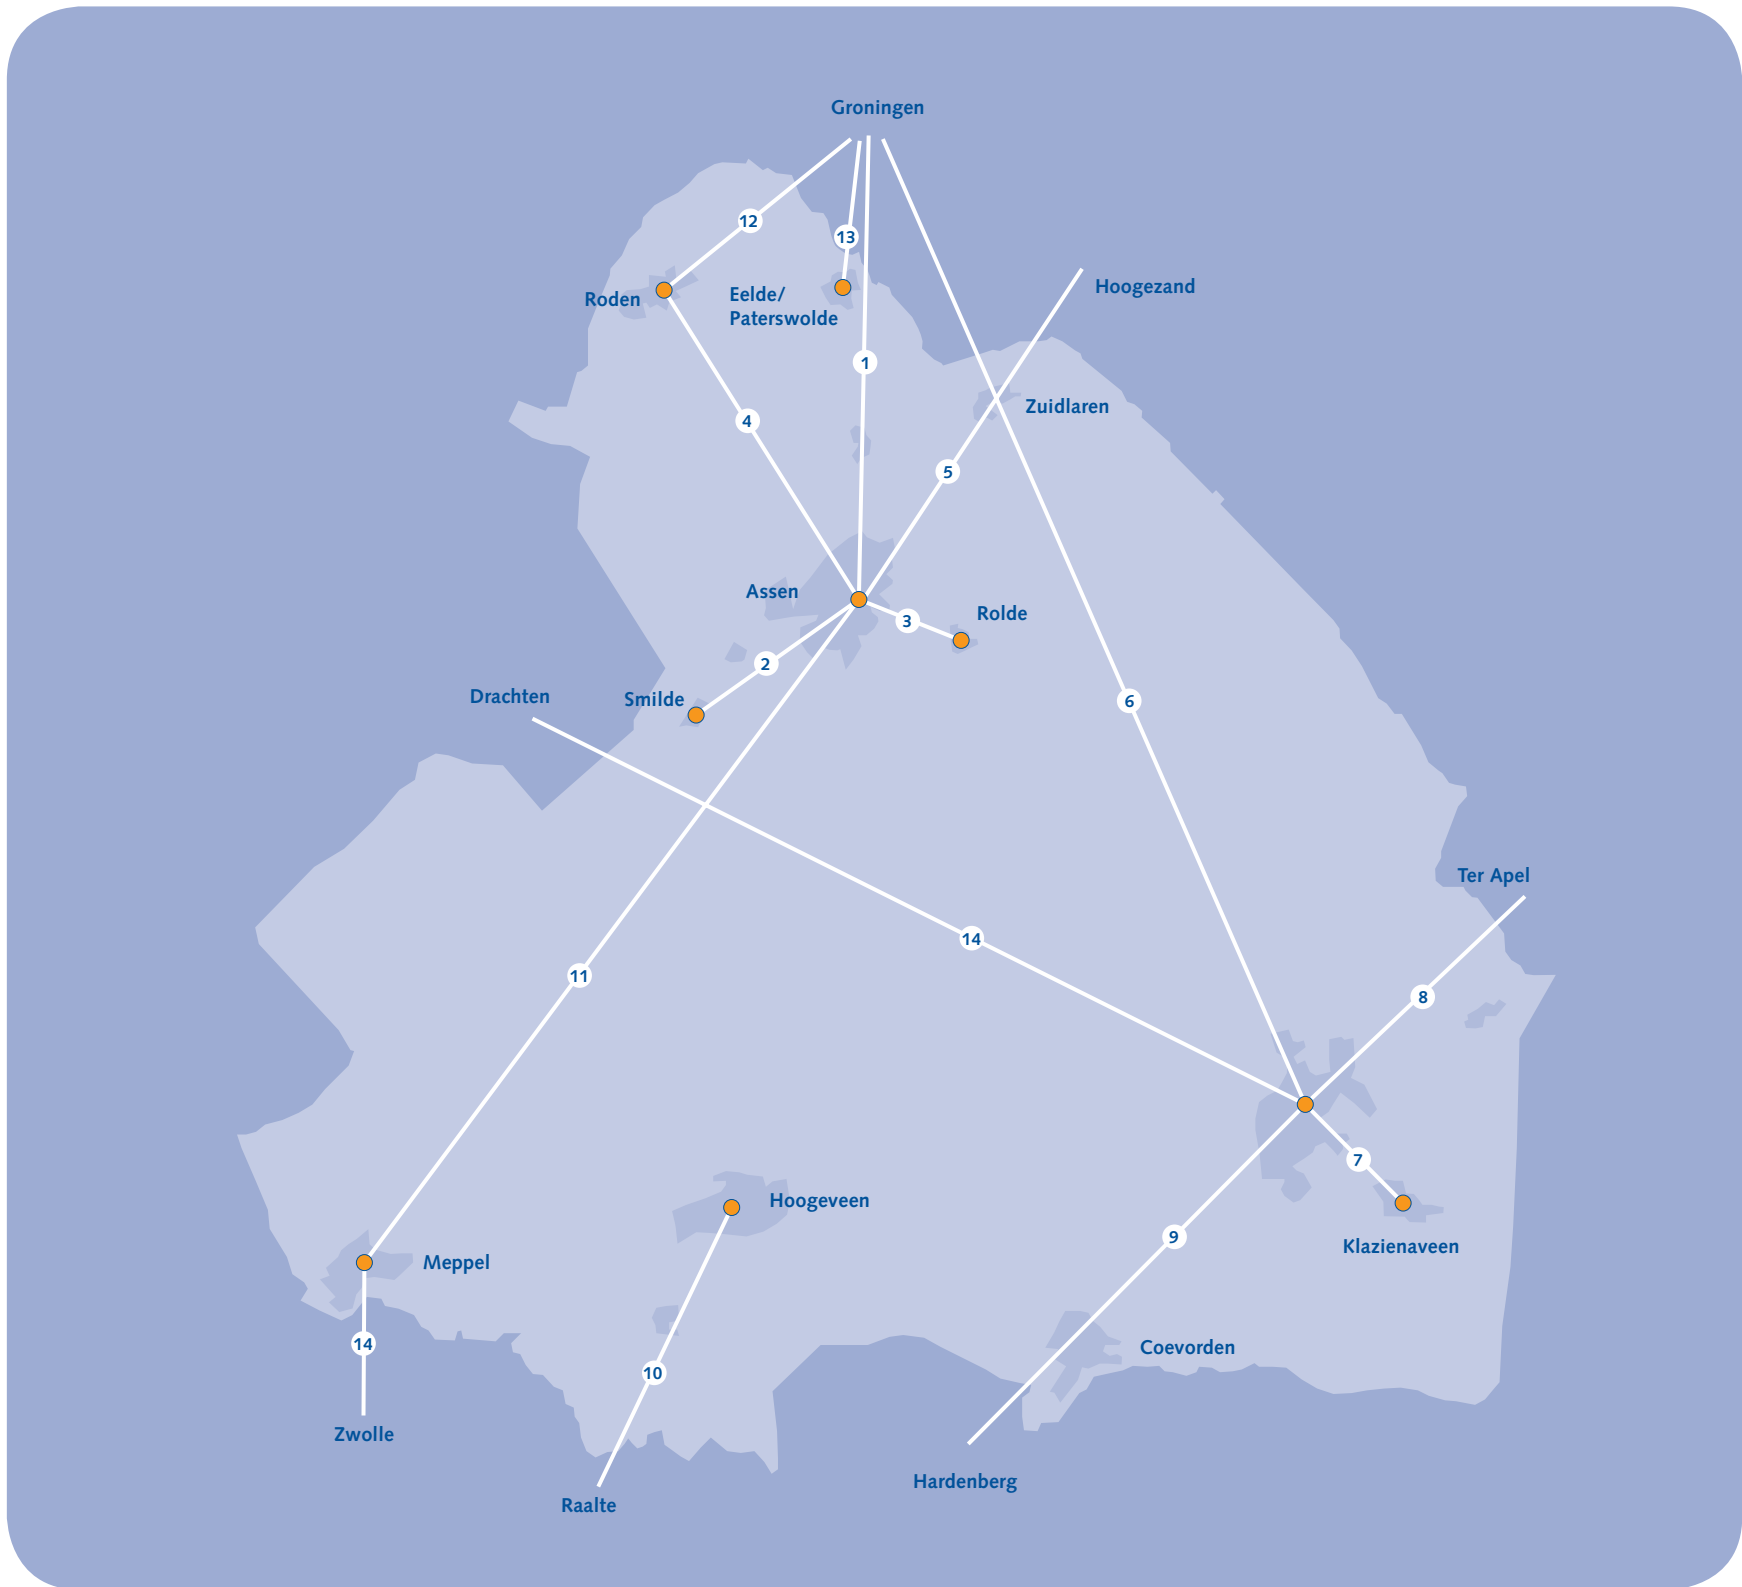 Groningen
12
13
Hoogezand
Roden
Eelde/
Paterswolde
1
4
Zuidlaren
5
Assen
3
Rolde
2
Drachten
Smilde
6
Ter Apel
14
11
8
7
Hoogeveen
9
Klazienaveen
Meppel
14
Coevorden
10
Zwolle
Hardenberg
Raalte